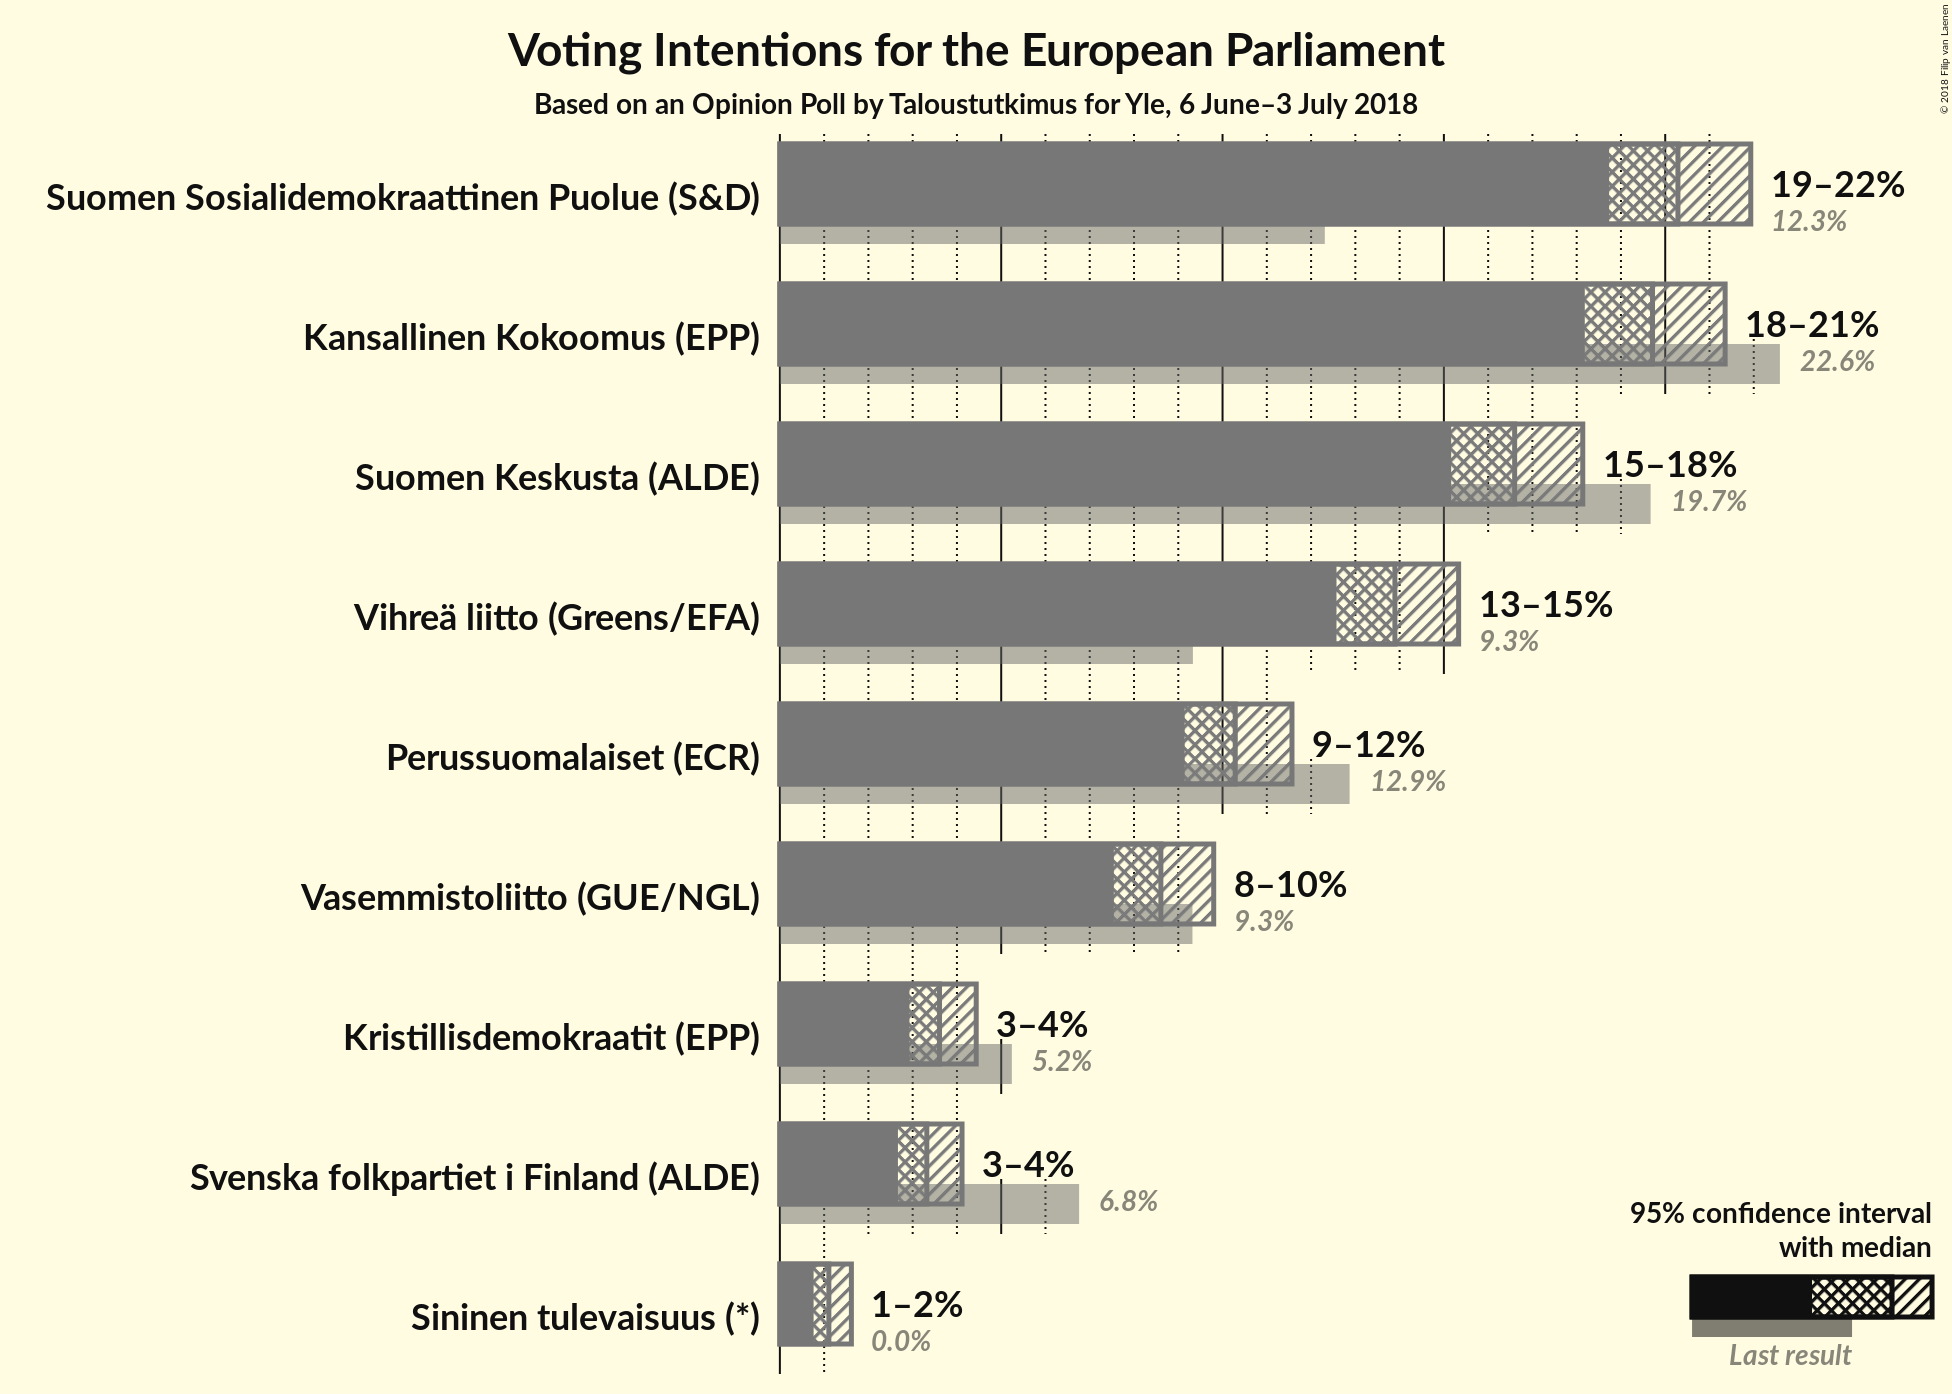 Voting Intentions for the European Parliament
Based on an Opinion Poll by Taloustutkimus for Yle, 6 June–3 July 2018
© 2018 Filip van Laenen
Suomen Sosialidemokraattinen Puolue (S&D)
19–22%
12.3%
Kansallinen Kokoomus (EPP)
18–21%
22.6%
Suomen Keskusta (ALDE)
15–18%
19.7%
Vihreä liitto (Greens/EFA)
13–15%
9.3%
Perussuomalaiset (ECR)
9–12%
12.9%
Vasemmistoliitto (GUE/NGL)
8–10%
9.3%
Kristillisdemokraatit (EPP)
3–4%
5.2%
Svenska folkpartiet i Finland (ALDE)
3–4%
6.8%
Sininen tulevaisuus (*)
1–2%
0.0%
95% confidence interval
with median
Last result